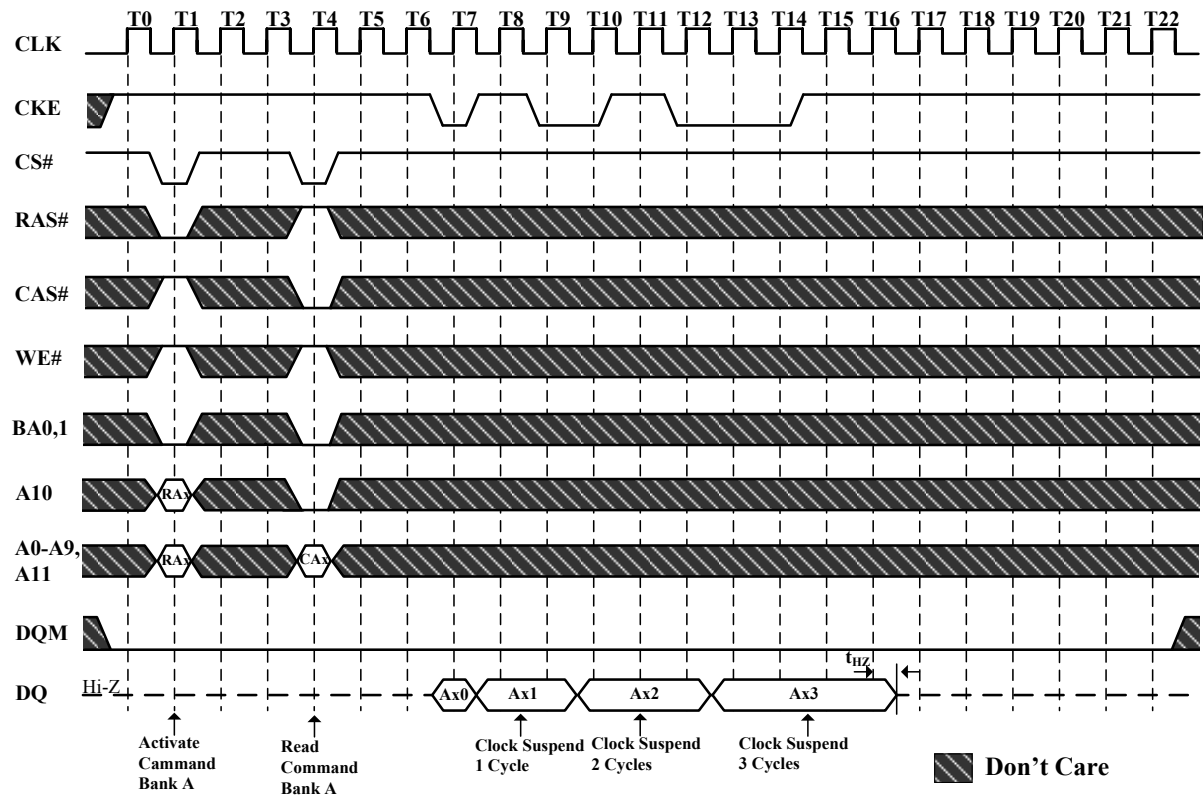 T0 T1 T2 T3 T4 T5 T6 T7 T8 T9 T10 T11 T12 T13 T14 T15 T16 T17 T18 T19 T20 T21 T22
CLK
CKE
CS#
RAS#
CAS#
WE#
BA0,1
A10
RAx
A0-A9,
A11
RAx CAx
DQM
tHZ
DQ
Hi-Z
Ax0 Ax1 Ax2 Ax3
Activate
Cammand
Bank A
Read
Command
Bank A
Clock Suspend
1 Cycle
Clock Suspend
2 Cycles
Clock Suspend
3 Cycles
Don't Care